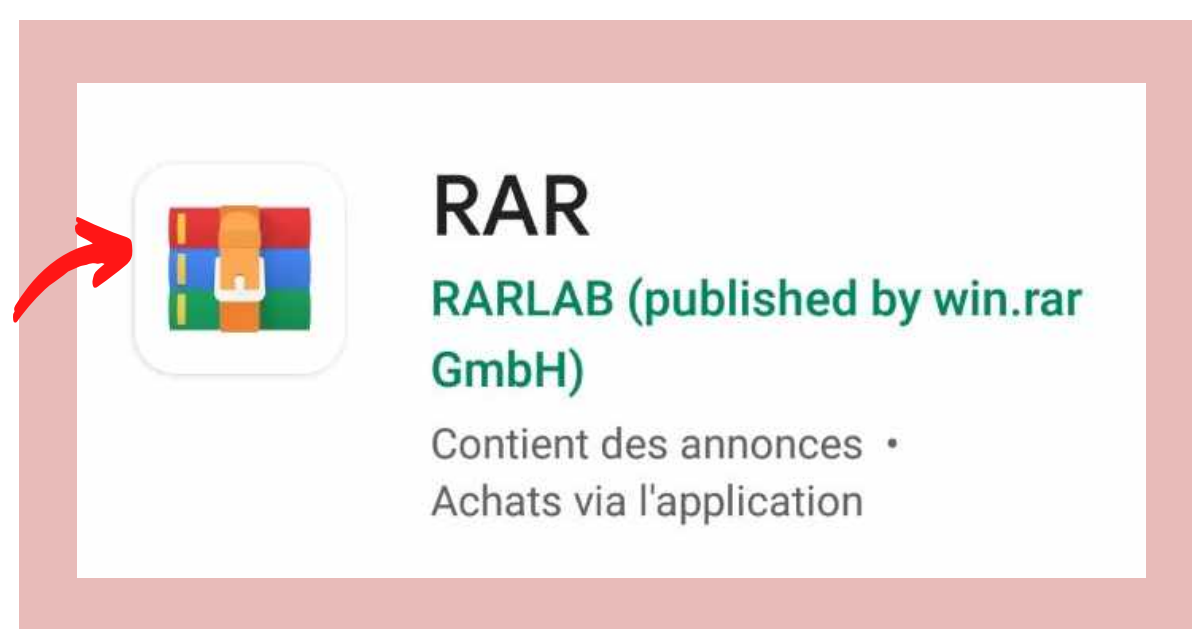 RAR
RARLAB (published by win.rar
GmbH)
Contient des annonces •
Achats via l'application